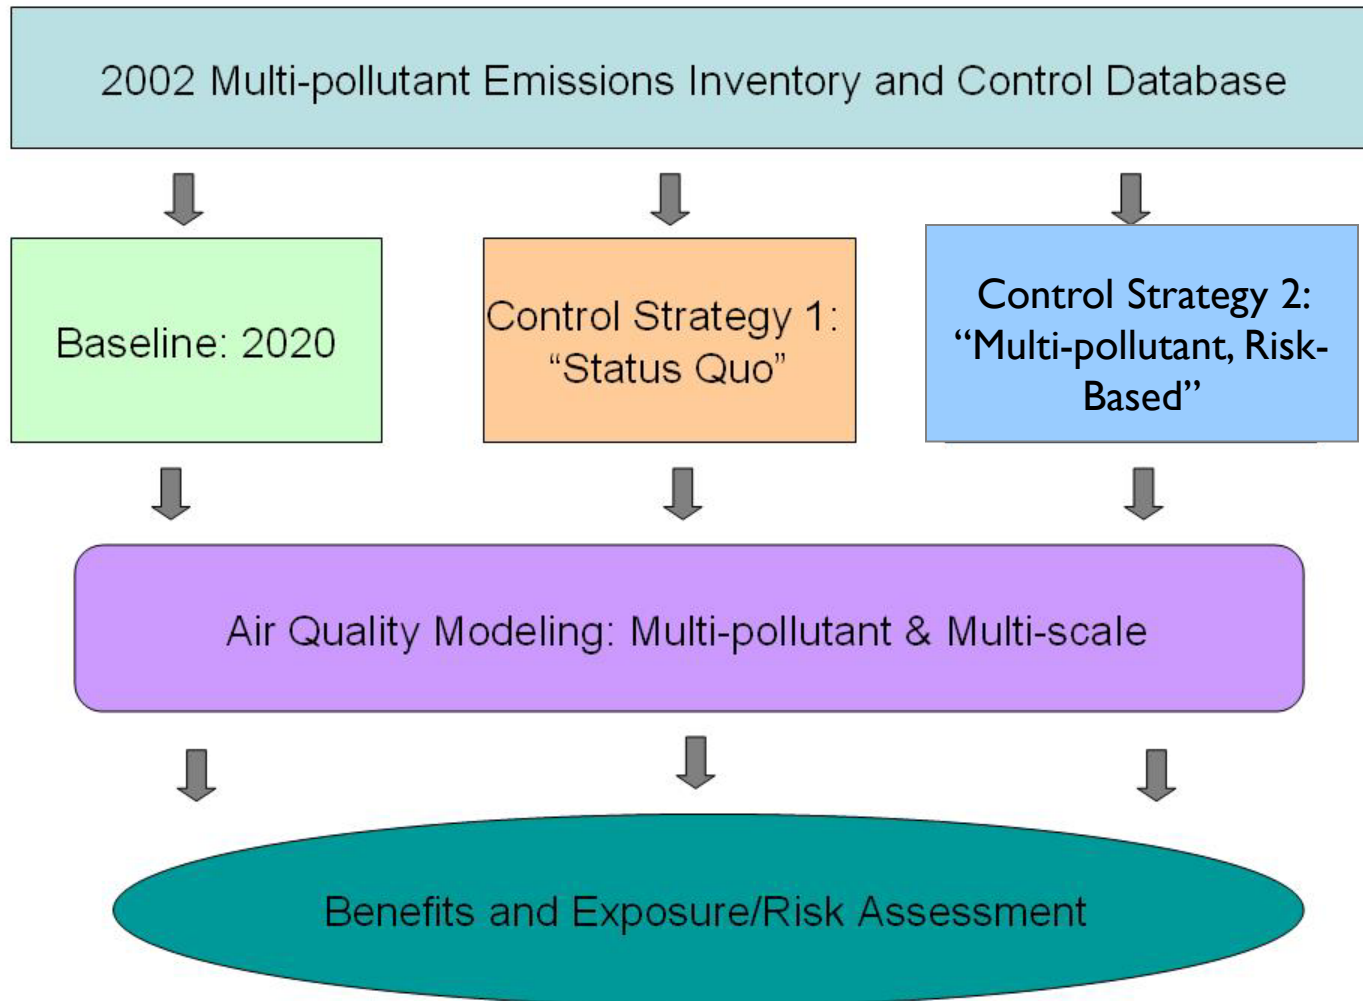 2002 Multi-pollutant Emissions Inventory and Control Database
Baseline: 2020
Control Strategy 1:
“Status Quo”
Control Strategy 2:
“Multi-pollutant, Risk-
Based”
Air Quality Modeling: Multi-pollutant & Multi-scale
Benefits and Exposure/Risk Assessment